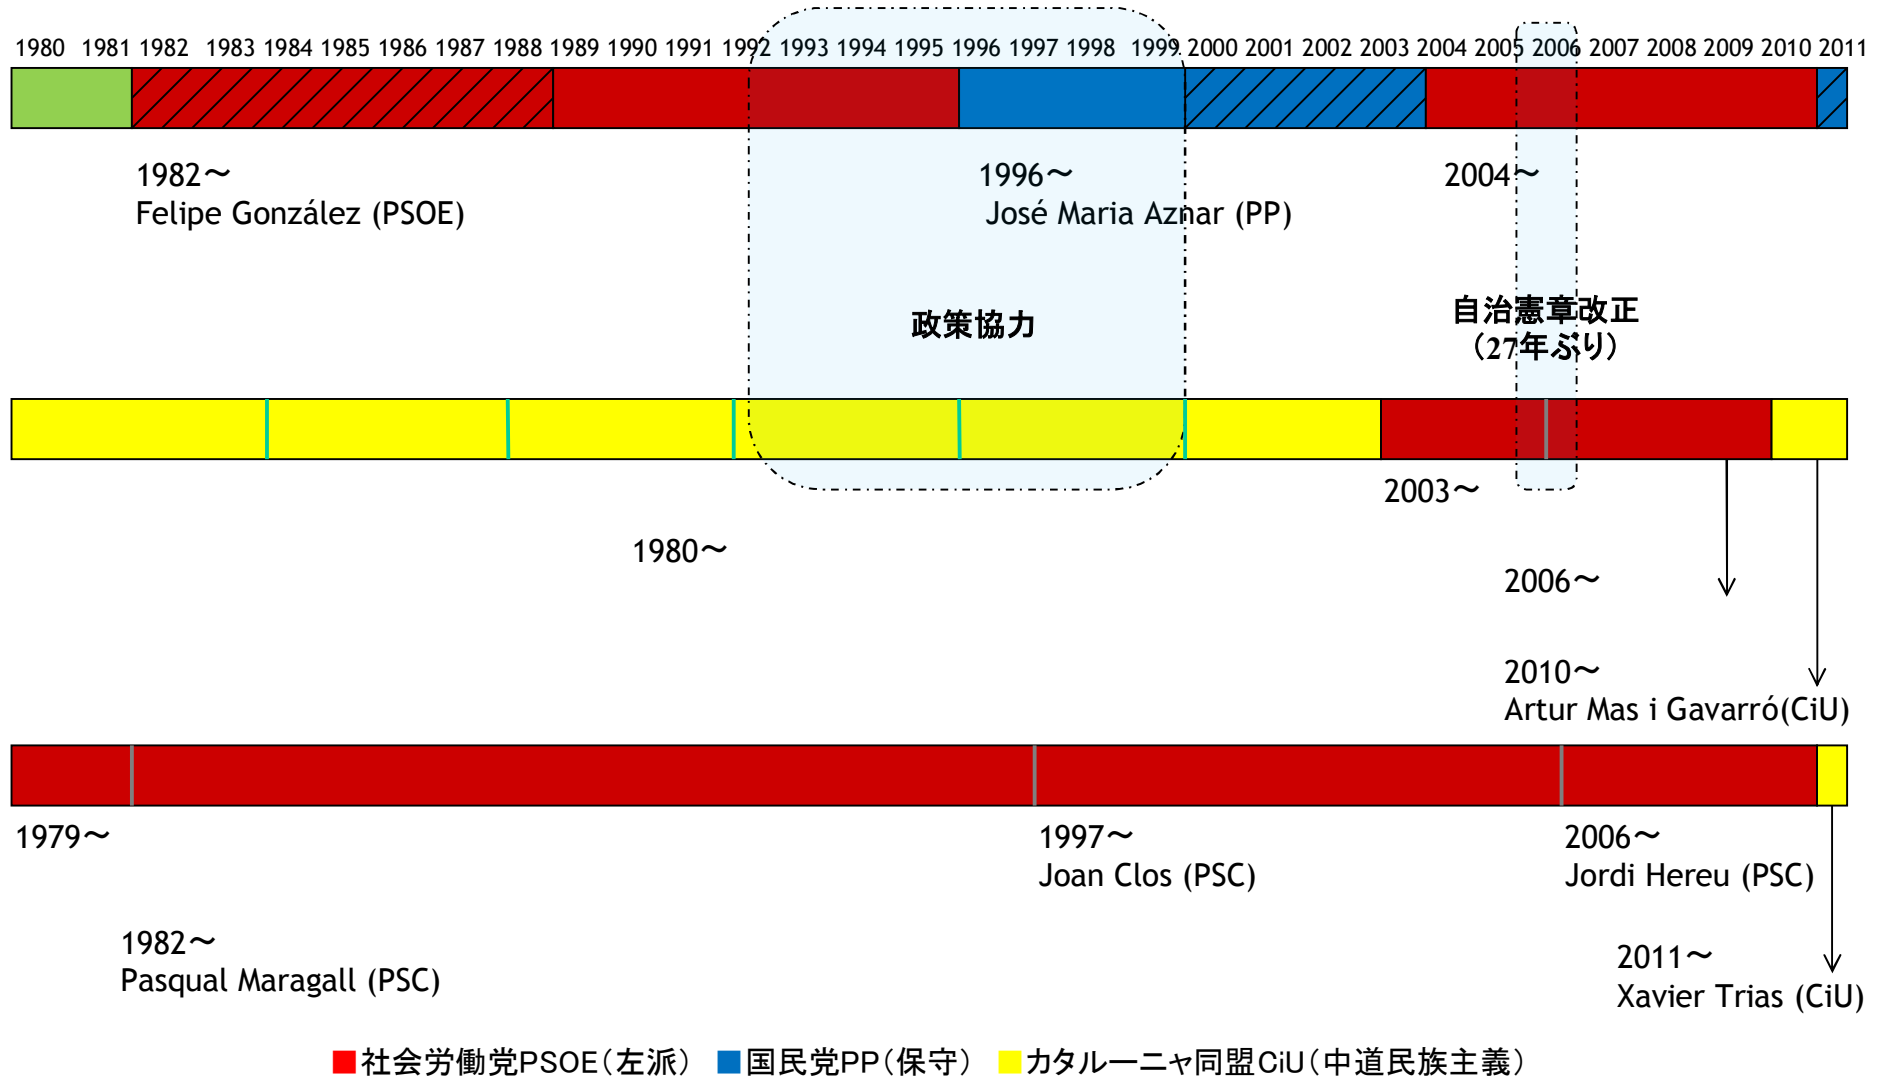 1980 1981 1982 1983 1984 1985 1986 1987 1988 1989 1990 1991 1992 1993 1994 1995 1996 1997 1998 1999 2000 2001 2002 2003 2004 2005 2006 2007 2008 2009 2010 2011
1982～
Felipe González (PSOE)
1996～
José Maria Aznar (PP)
2004～
政策協力
自治憲章改正
（27年ぶり）
2003～
1980～
2006～
2010～
Artur Mas i Gavarró(CiU)
1979～
1997～
Joan Clos (PSC)
2006～
Jordi Hereu (PSC)
1982～
Pasqual Maragall (PSC)
2011～
Xavier Trias (CiU)
社会労働党PSOE（左派） 国民党PP（保守） カタルーニャ同盟CiU（中道民族主義）